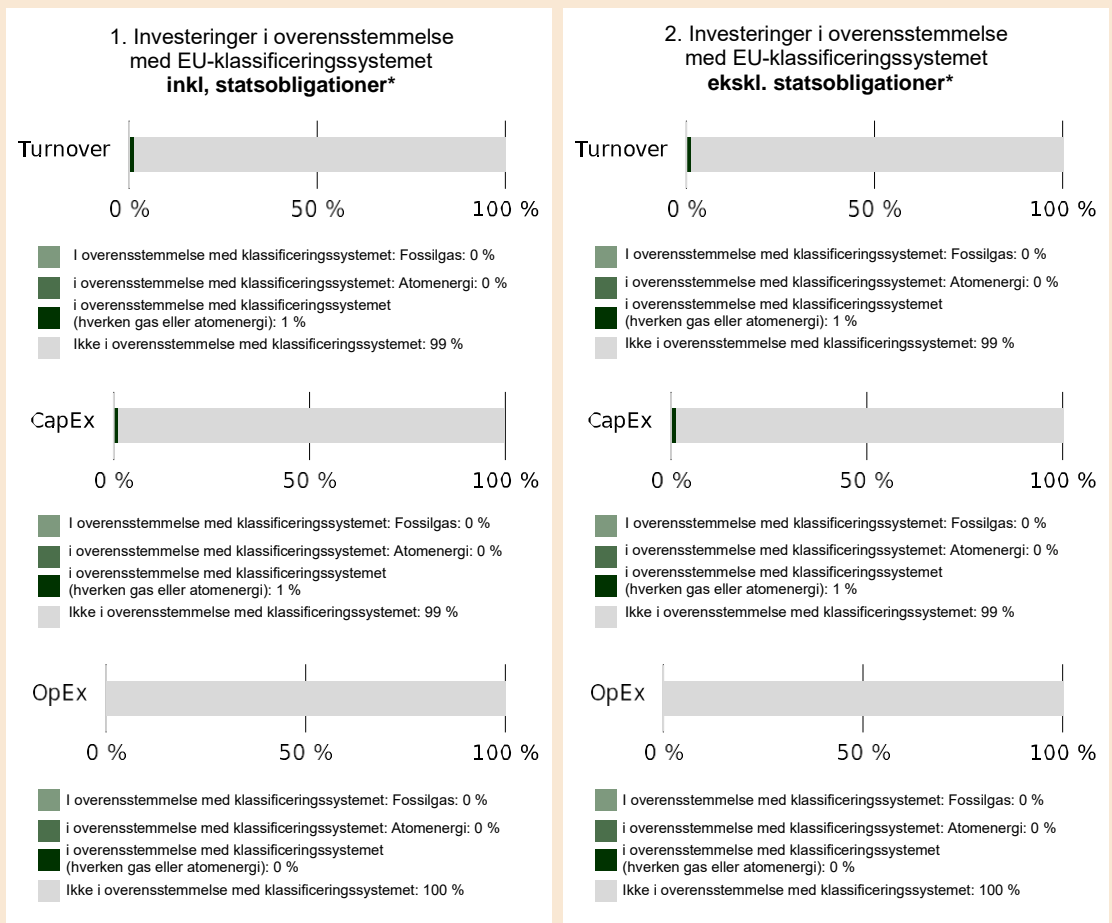 1. Investeringer i overensstemmelse
med EU-klassificeringssystemet
inkl, statsobligationer*
Turnover
0 %
50 %
100 %
I overensstemmelse med klassificeringssystemet: Fossilgas: 0 %
i overensstemmelse med klassificeringssystemet: Atomenergi: 0 %
i overensstemmelse med klassificeringssystemet
(hverken gas eller atomenergi): 1 %
Ikke i overensstemmelse med klassificeringssystemet: 99 %
CapEx
0 %
50 %
100 %
I overensstemmelse med klassificeringssystemet: Fossilgas: 0 %
i overensstemmelse med klassificeringssystemet: Atomenergi: 0 %
i overensstemmelse med klassificeringssystemet
(hverken gas eller atomenergi): 1 %
Ikke i overensstemmelse med klassificeringssystemet: 99 %
OpEx
0 %
50 %
100 %
I overensstemmelse med klassificeringssystemet: Fossilgas: 0 %
i overensstemmelse med klassificeringssystemet: Atomenergi: 0 %
i overensstemmelse med klassificeringssystemet
(hverken gas eller atomenergi): 0 %
Ikke i overensstemmelse med klassificeringssystemet: 100 %
2. Investeringer i overensstemmelse
med EU-klassificeringssystemet
ekskl. statsobligationer*
Turnover
0 %
50 %
100 %
I overensstemmelse med klassificeringssystemet: Fossilgas: 0 %
i overensstemmelse med klassificeringssystemet: Atomenergi: 0 %
i overensstemmelse med klassificeringssystemet
(hverken gas eller atomenergi): 1 %
Ikke i overensstemmelse med klassificeringssystemet: 99 %
CapEx
0 %
50 %
100 %
I overensstemmelse med klassificeringssystemet: Fossilgas: 0 %
i overensstemmelse med klassificeringssystemet: Atomenergi: 0 %
i overensstemmelse med klassificeringssystemet
(hverken gas eller atomenergi): 1 %
Ikke i overensstemmelse med klassificeringssystemet: 99 %
OpEx
0 %
50 %
100 %
I overensstemmelse med klassificeringssystemet: Fossilgas: 0 %
i overensstemmelse med klassificeringssystemet: Atomenergi: 0 %
i overensstemmelse med klassificeringssystemet
(hverken gas eller atomenergi): 0 %
Ikke i overensstemmelse med klassificeringssystemet: 100 %